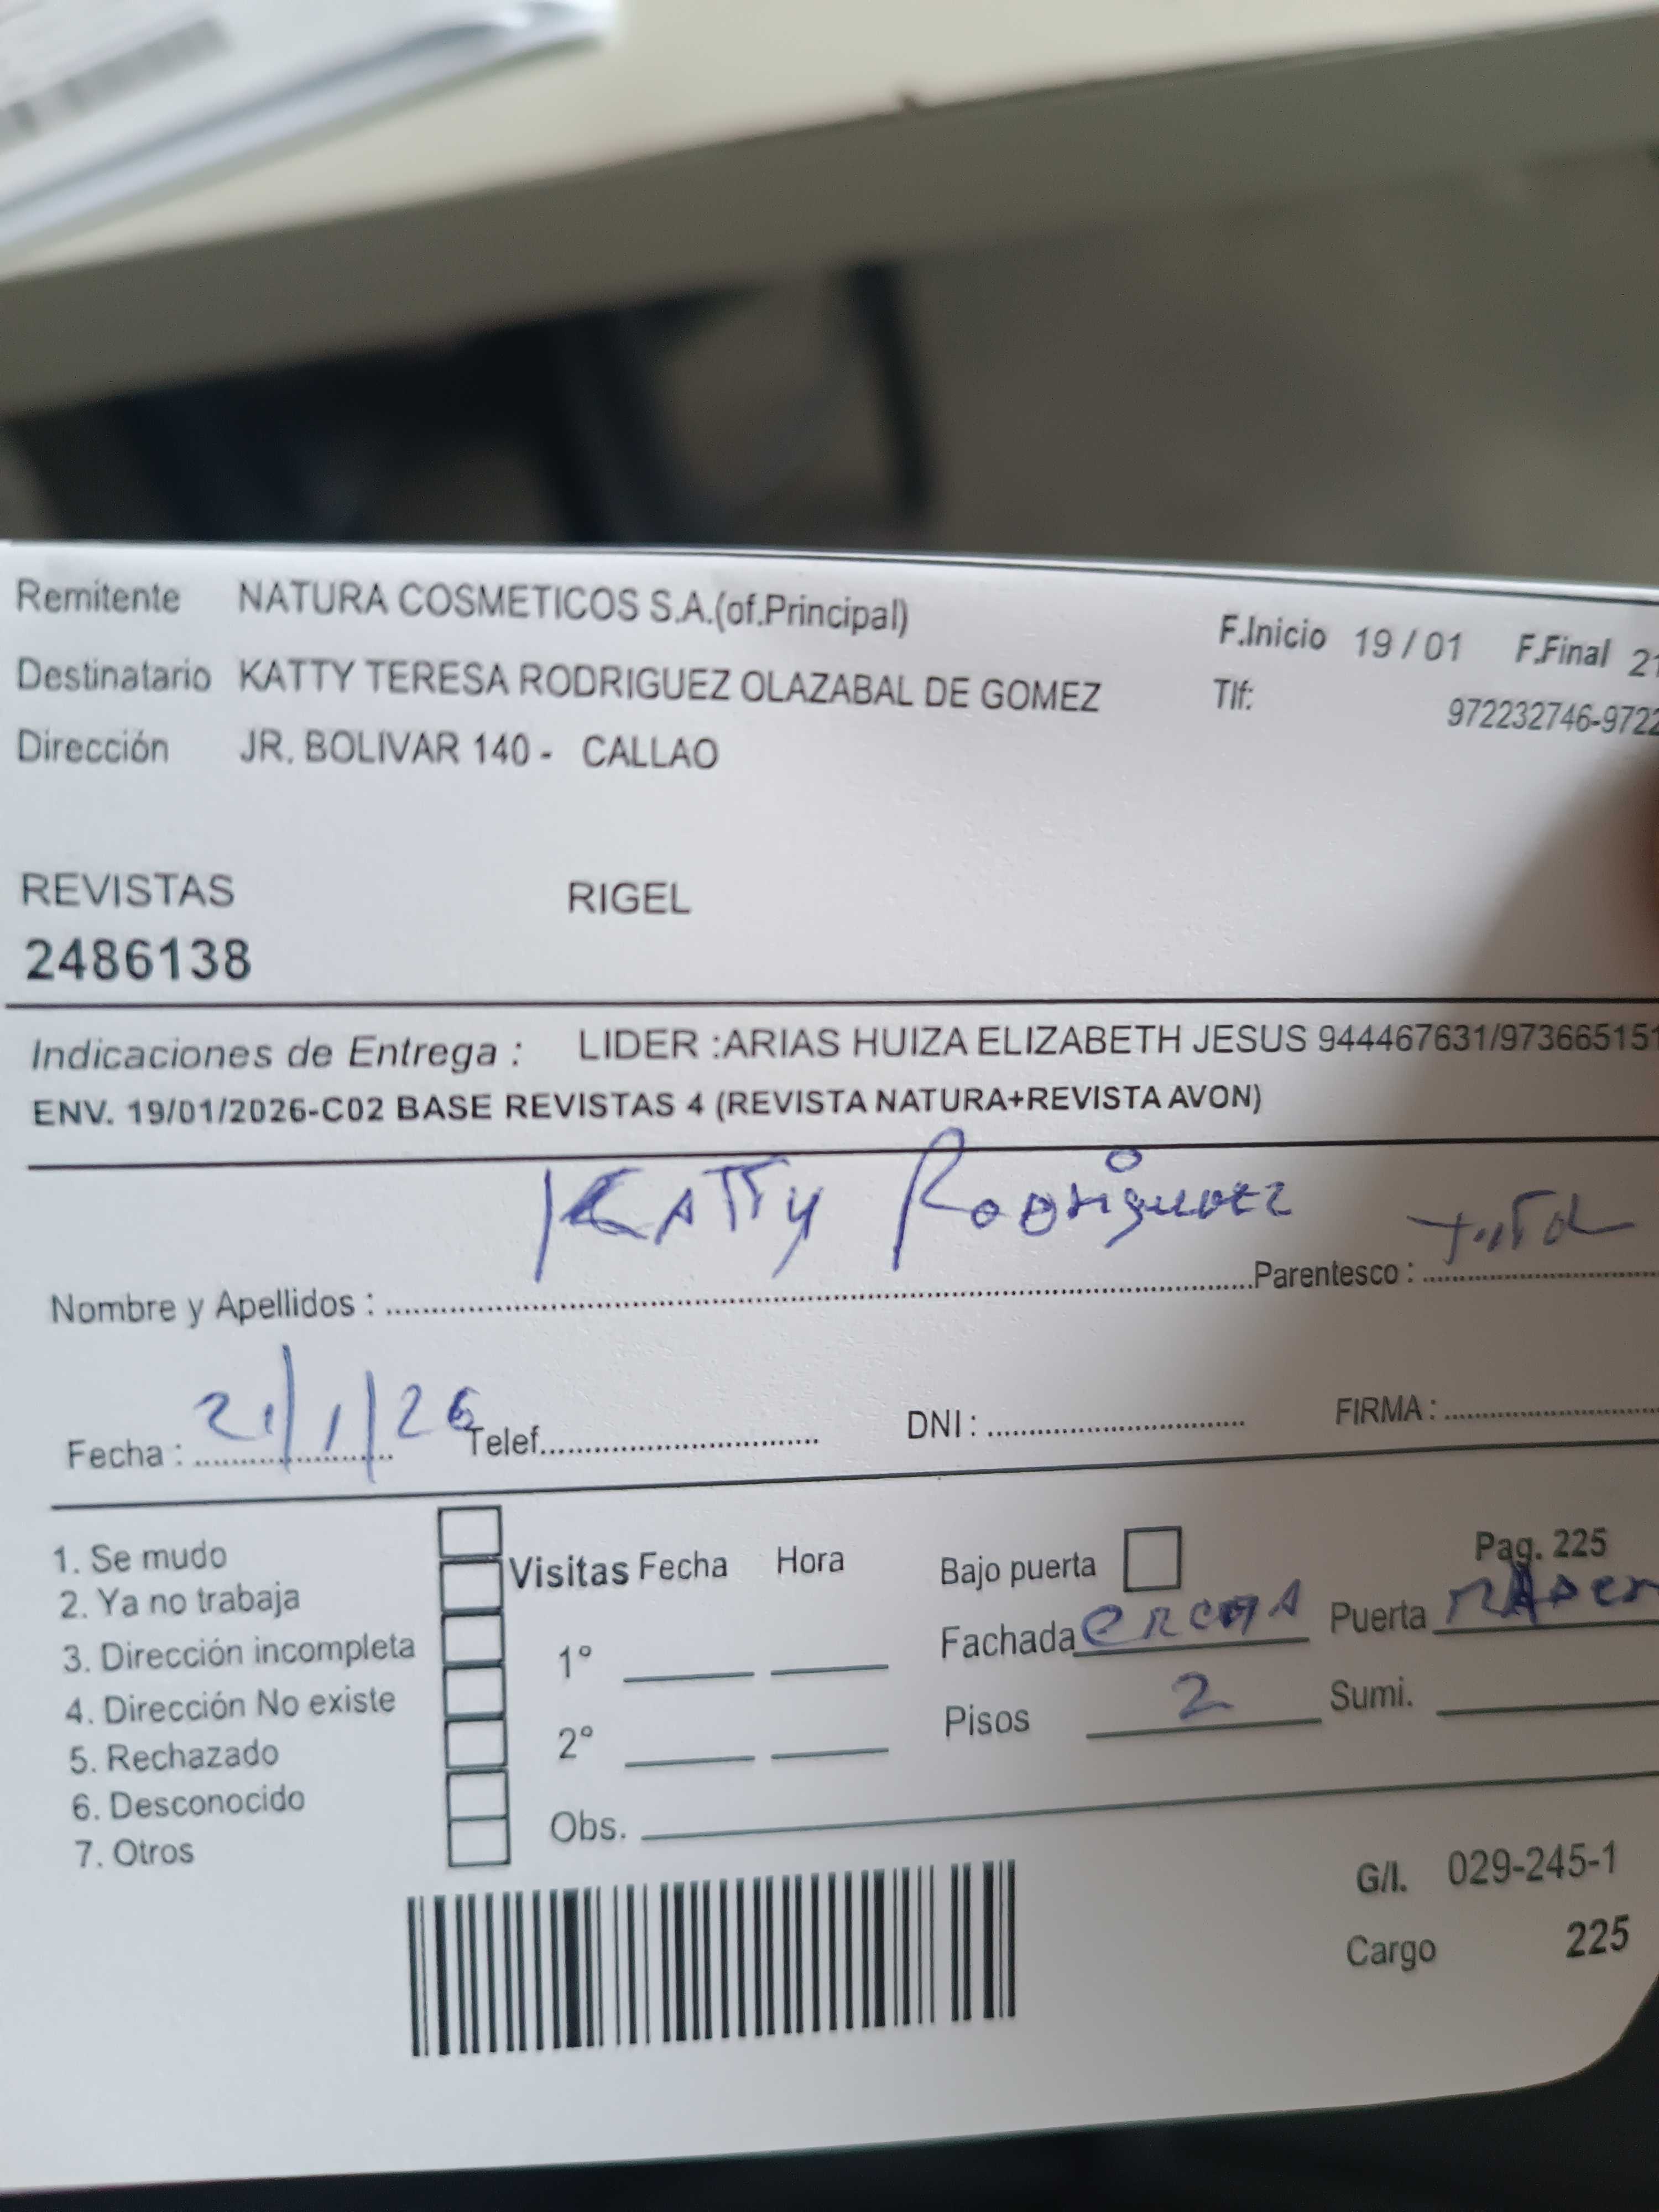 Remitente NATURA COSMETICOS S.A.(of.Principal) F.Inicio 19 / 01 F.Final 21
Destinatario KATTY TERESA RODRIGUEZ OLAZABAL DE GOMEZ Tlf: 972232746-9722
Dirección JR. BOLIVAR 140 - CALLAO
REVISTAS RIGEL
2486138
Indicaciones de Entrega : LIDER :ARIAS HUIZA ELIZABETH JESUS 944467631/973665151
ENV. 19/01/2026-C02 BASE REVISTAS 4 (REVISTA NATURA+REVISTA AVON)
Katty Rodriguez
Nombre y Apellidos : Parentesco :
Fecha : 21/1/26 Telef. DNI : FIRMA :
1. Se mudo
2. Ya no trabaja
3. Dirección incompleta
4. Dirección No existe
5. Rechazado
6. Desconocido
7. Otros
Visitas Fecha Hora
1°
2°
Obs.
Bajo puerta Pag. 225
Fachada Puerta
Pisos 2 Sumi.
G/I. 029-245-1
Cargo 225